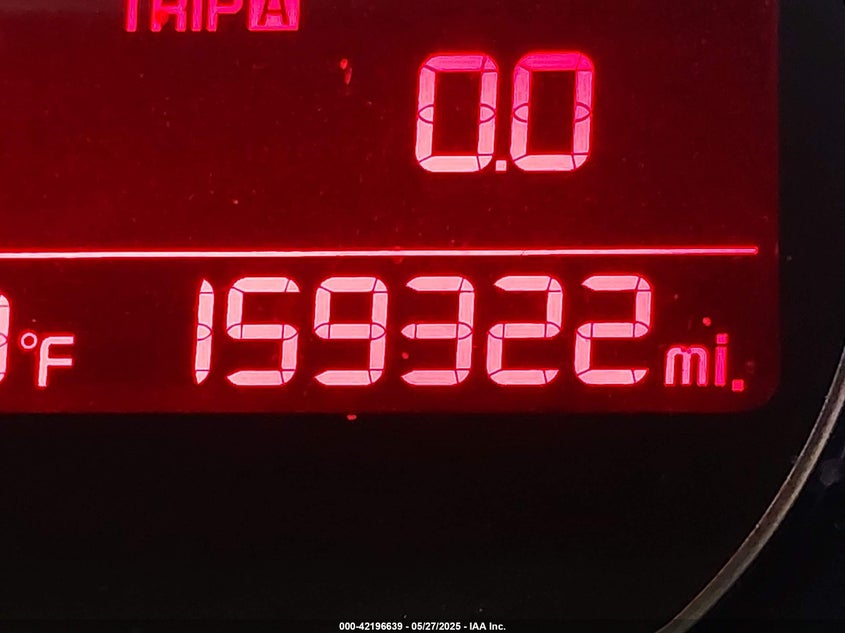 TRIP A
0.0
°F 159322 mi.
000-42196639 - 05/27/2025 - IAA Inc.